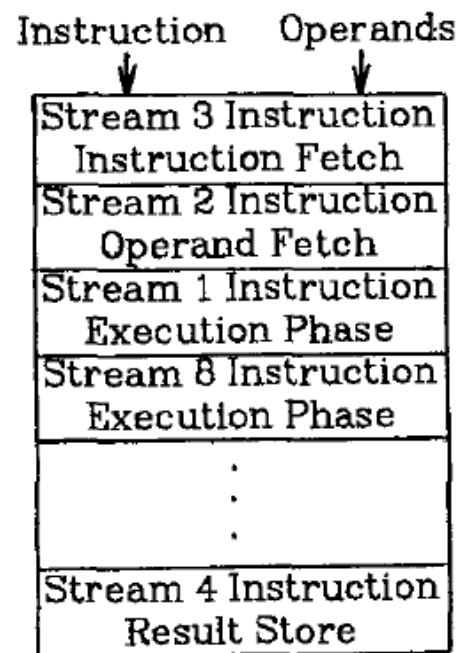 Instruction Operands
Stream 3 Instruction
Instruction Fetch
Stream 2 Instruction
Operand Fetch
Stream 1 Instruction
Execution Phase
Stream 8 Instruction
Execution Phase
.
.
.
Stream 4 Instruction
Result Store